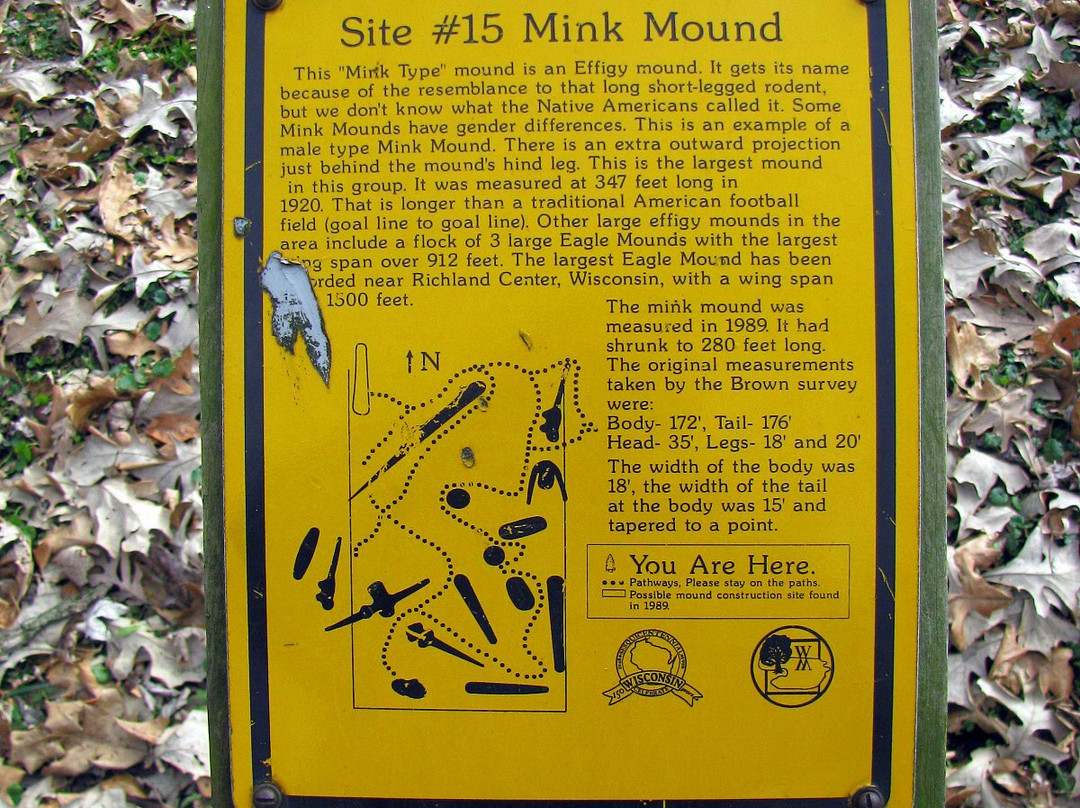 Site #15 Mink Mound
This "Mink Type" mound is an Effigy mound. It gets its name
because of the resemblance to that long short-legged rodent,
but we don't know what the Native Americans called it. Some
Mink Mounds have gender differences. This is an example of a
male type Mink Mound. There is an extra outward projection
just behind the mound's hind leg. This is the largest mound
in this group. It was measured at 347 feet long in
1920. That is longer than a traditional American football
field (goal line to goal line). Other large effigy mounds in the
area include a flock of 3 large Eagle Mounds with the largest
span over 912 feet. The largest Eagle Mound has been
near Richland Center, Wisconsin, with a wing span
1500 feet.
The mink mound was
measured in 1989. It had
shrunk to 280 feet long.
The original measurements
taken by the Brown survey
were:
Body- 172', Tail- 176'
Head- 35', Legs- 18' and 20'
The width of the body was
18', the width of the tail
at the body was 15' and
tapered to a point.
N
You Are Here.
Pathways, Please stay on the paths.
Possible mound construction site found
in 1989.
SESQUICENTENNIAL
150 WISCONSIN
CELEBRATE
W